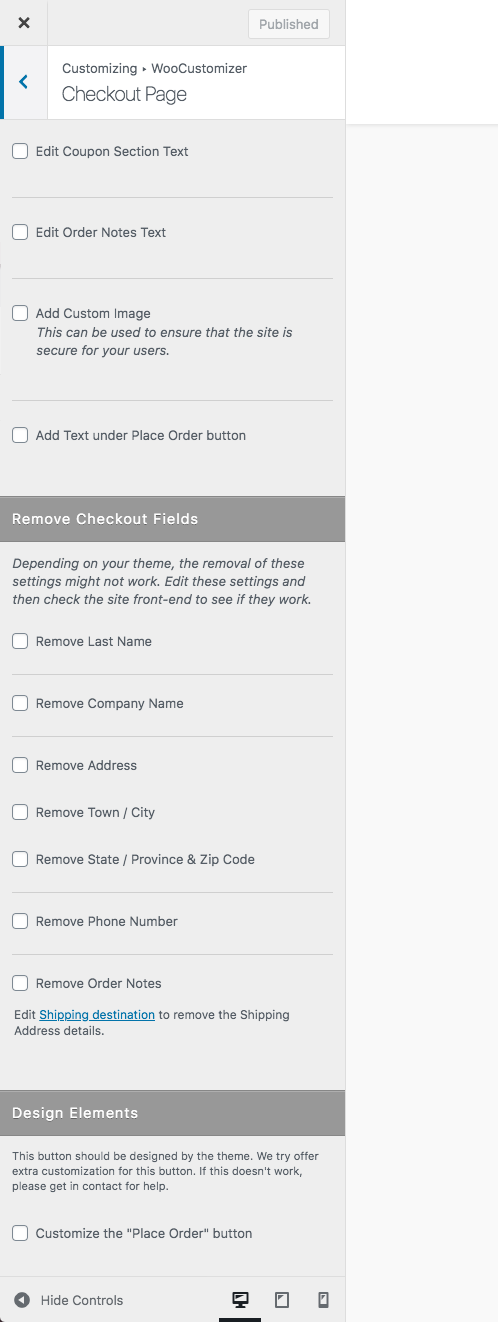 Published
Customizing ▸ WooCustomizer
Checkout Page
Edit Coupon Section Text
Edit Order Notes Text
Add Custom Image
This can be used to ensure that the site is
secure for your users.
Add Text under Place Order button
Remove Checkout Fields
Depending on your theme, the removal of these
settings might not work. Edit these settings and
then check the site front-end to see if they work.
Remove Last Name
Remove Company Name
Remove Address
Remove Town / City
Remove State / Province & Zip Code
Remove Phone Number
Remove Order Notes
Edit Shipping destination to remove the Shipping
Address details.
Design Elements
This button should be designed by the theme. We try offer
extra customization for this button. If this doesn't work,
please get in contact for help.
Customize the "Place Order" button
Hide Controls